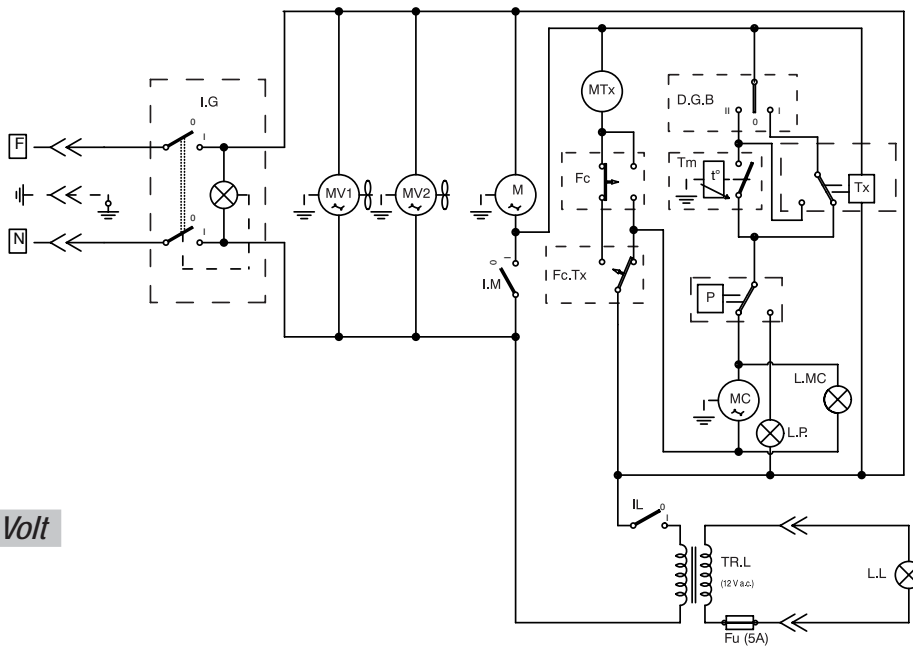 I.G
0
I
F
N
0
I
MV1
MV2
M
0
I
I.M
MTx
Fc
Fc.Tx
D.G.B
II
0
I
Tm
t°
Tx
P
MC
L.MC
L.P.
Volt
IL
0
I
TR.L
(12 V a.c.)
L.L
Fu (5A)